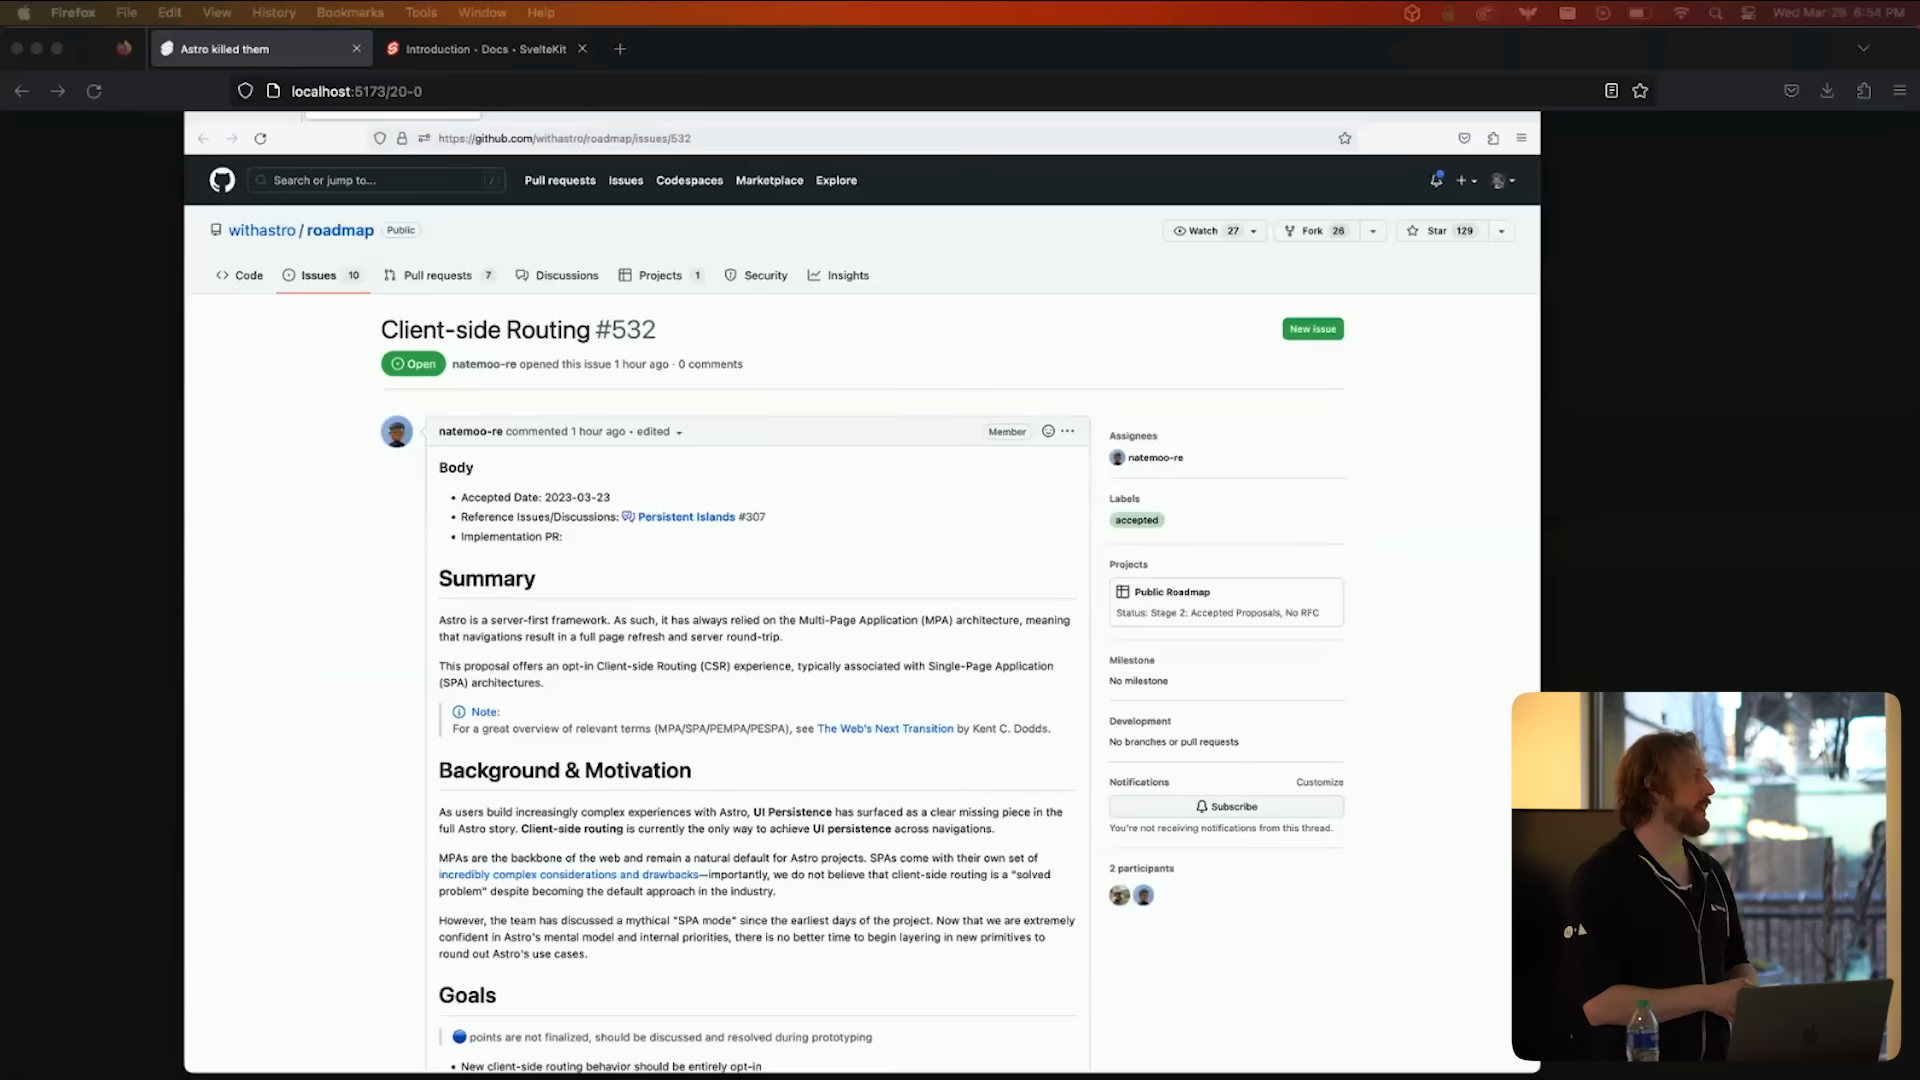 Firefox File Edit View History Bookmarks Tools Window Help
Wed Mar 29 6:54 PM
Astro killed them
Introduction • Docs • SvelteKit
localhost:5173/20-0
https://github.com/withastro/roadmap/issues/532
Search or jump to... /
Pull requests Issues Codespaces Marketplace Explore
withastro / roadmap Public
Watch 27 Fork 26 Star 129
Code Issues 10 Pull requests 7 Discussions Projects 1 Security Insights
Client-side Routing #532
New issue
Open natemoo-re opened this issue 1 hour ago · 0 comments
natemoo-re commented 1 hour ago • edited
Member
Body
• Accepted Date: 2023-03-23
• Reference Issues/Discussions: Persistent Islands #307
• Implementation PR:
Summary
Astro is a server-first framework. As such, it has always relied on the Multi-Page Application (MPA) architecture, meaning
that navigations result in a full page refresh and server round-trip.
This proposal offers an opt-in Client-side Routing (CSR) experience, typically associated with Single-Page Application
(SPA) architectures.
Note:
For a great overview of relevant terms (MPA/SPA/PEMPA/PESPA), see The Web's Next Transition by Kent C. Dodds.
Background & Motivation
As users build increasingly complex experiences with Astro, UI Persistence has surfaced as a clear missing piece in the
full Astro story. Client-side routing is currently the only way to achieve UI persistence across navigations.
MPAs are the backbone of the web and remain a natural default for Astro projects. SPAs come with their own set of
incredibly complex considerations and drawbacks—importantly, we do not believe that client-side routing is a "solved
problem" despite becoming the default approach in the industry.
However, the team has discussed a mythical "SPA mode" since the earliest days of the project. Now that we are extremely
confident in Astro's mental model and internal priorities, there is no better time to begin layering in new primitives to
round out Astro's use cases.
Goals
points are not finalized, should be discussed and resolved during prototyping
• New client-side routing behavior should be entirely opt-in
Assignees
natemoo-re
Labels
accepted
Projects
Public Roadmap
Status: Stage 2: Accepted Proposals, No RFC
Milestone
No milestone
Development
No branches or pull requests
Notifications Customize
Subscribe
You're not receiving notifications from this thread.
2 participants